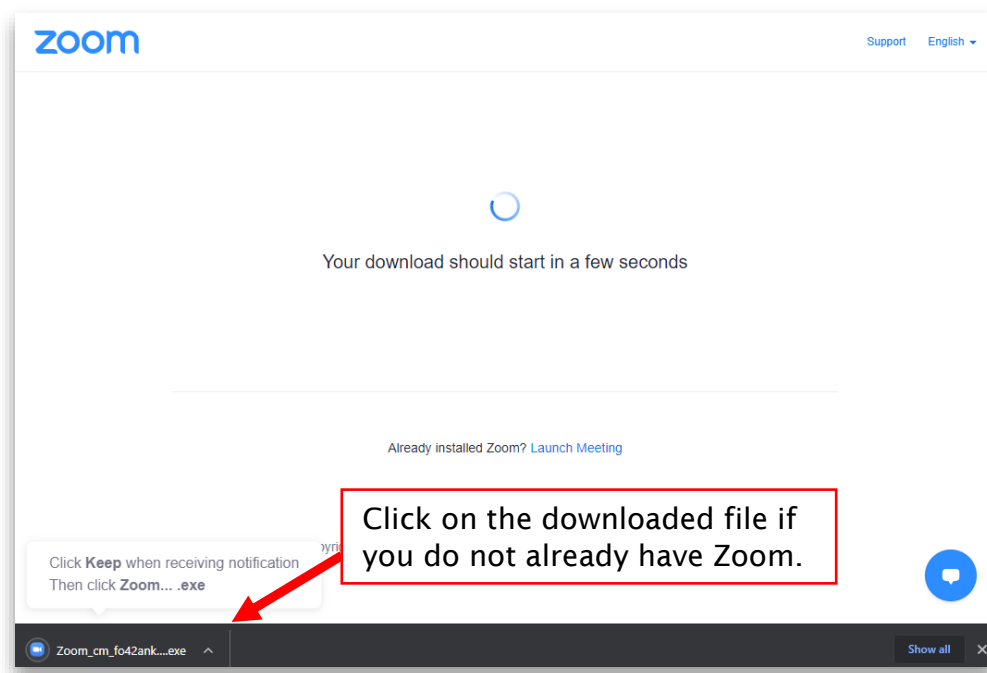 zoom
Support English
Your download should start in a few seconds
Already installed Zoom? Launch Meeting
Click on the downloaded file if
you do not already have Zoom.
Click Keep when receiving notification
Then click Zoom... .exe
Zoom_cm_fo42ank....exe
Show all